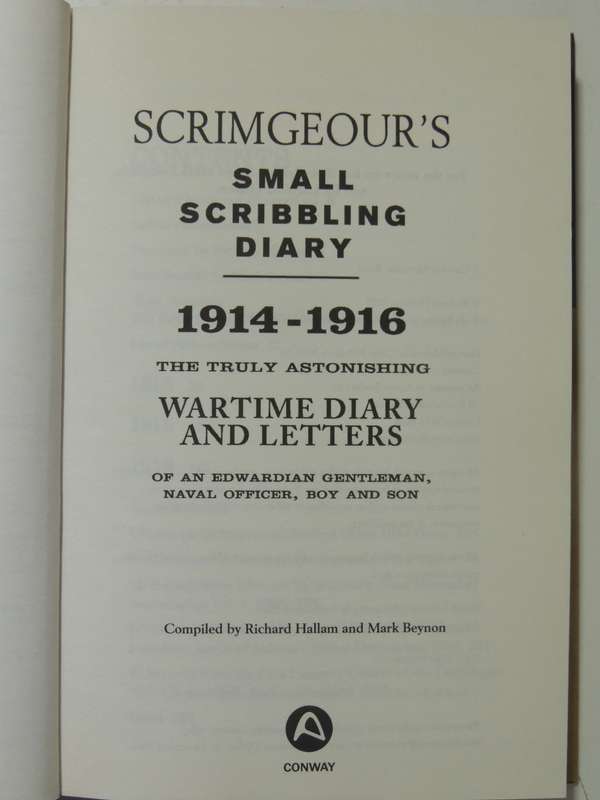 SCRIMGEOUR'S
SMALL
SCRIBBLING
DIARY
1914 - 1916
THE TRULY ASTONISHING
WARTIME DIARY
AND LETTERS
OF AN EDWARDIAN GENTLEMAN,
NAVAL OFFICER, BOY AND SON
Compiled by Richard Hallam and Mark Beynon
CONWAY